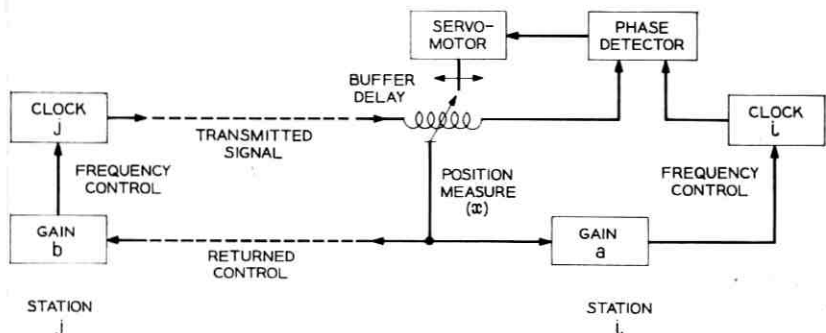 SERVO-
MOTOR
PHASE
DETECTOR
BUFFER
DELAY
CLOCK
j
TRANSMITTED
SIGNAL
CLOCK
i
FREQUENCY
CONTROL
POSITION
MEASURE
(x)
FREQUENCY
CONTROL
GAIN
b
RETURNED
CONTROL
GAIN
a
STATION
j
STATION
i